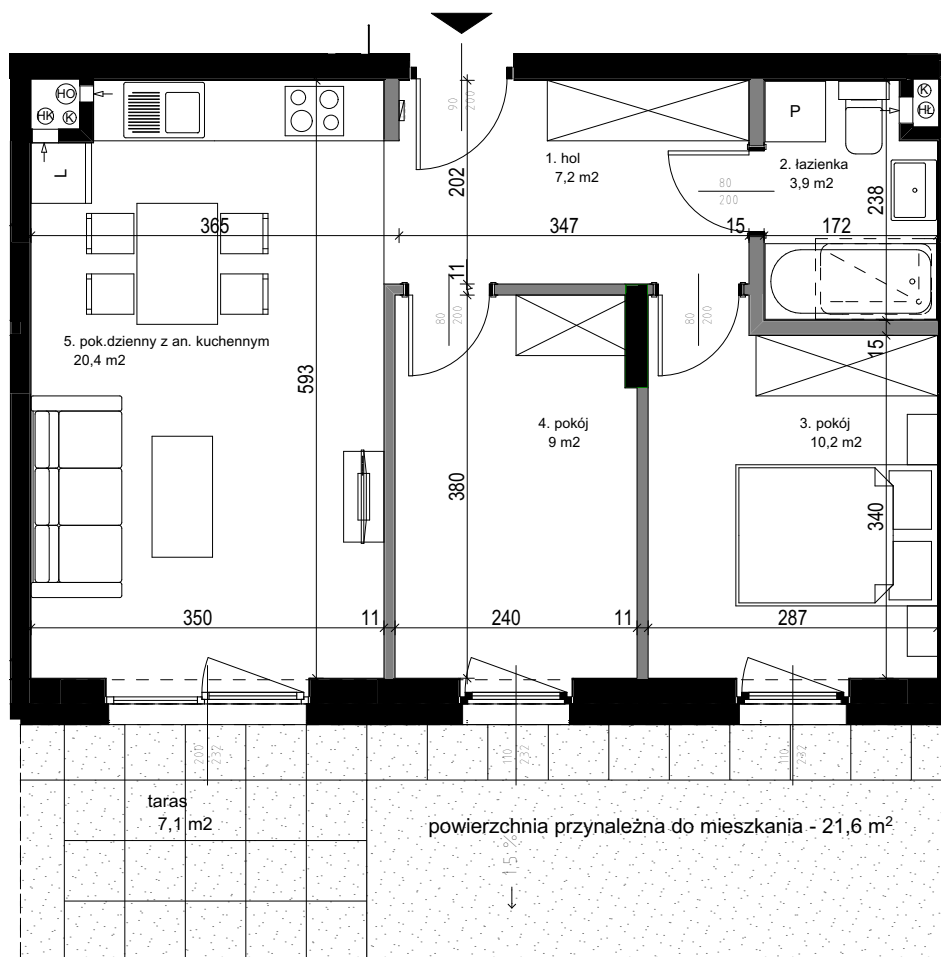 HO
HK
K
L
90
200
P
K
HŁ
1. hol
7,2 m2
2. łazienka
3,9 m2
80
200
202
238
365
347
15
172
11
80
200
80
200
5. pok.dzienny z an. kuchennym
20,4 m2
15
593
4. pokój
9 m2
3. pokój
10,2 m2
380
340
350
11
240
11
287
200
232
110
232
110
232
taras
7,1 m2
powierzchnia przynależna do mieszkania - 21,6 m²
1.5 %